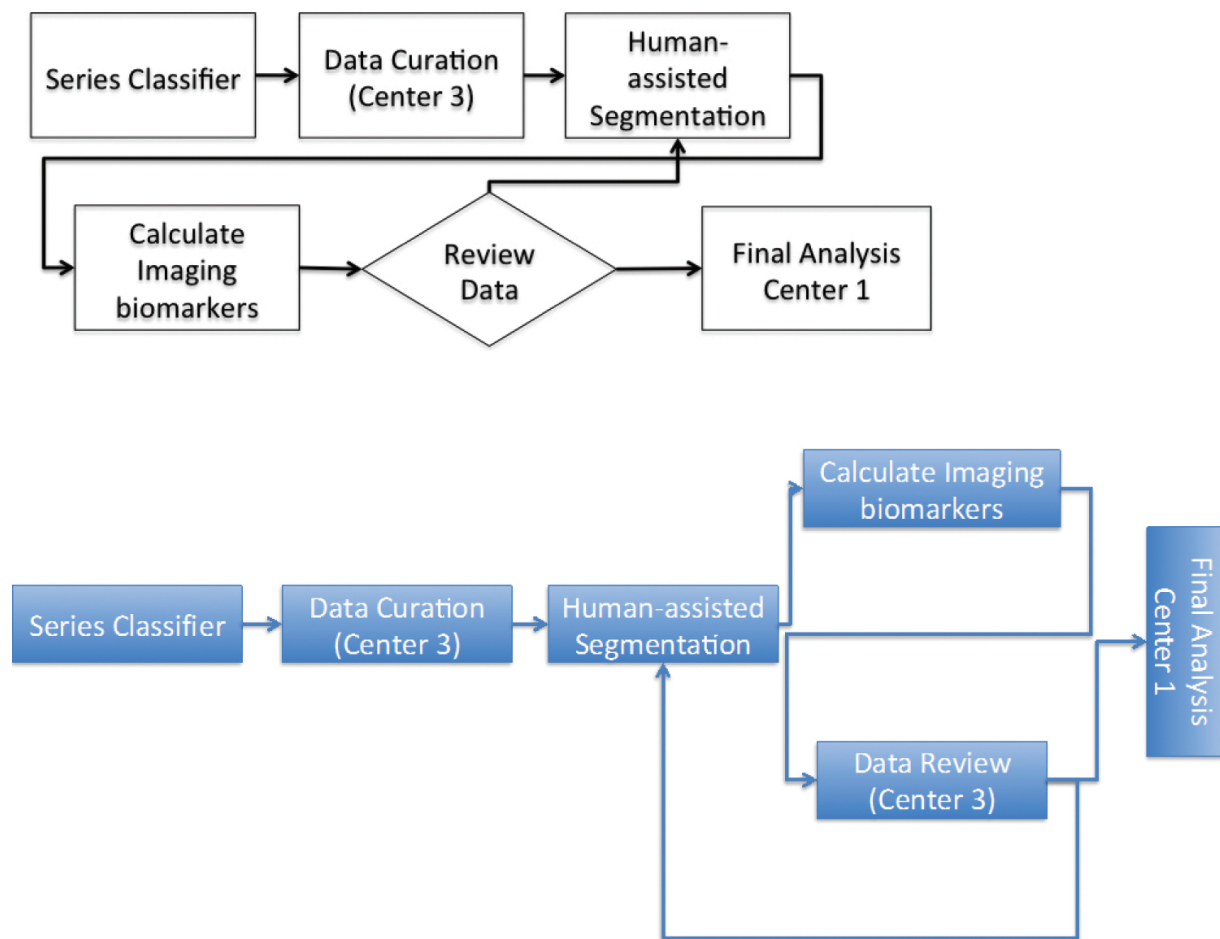 Series Classifier
Data Curation
(Center 3)
Human-
assisted
Segmentation
Calculate
Imaging
biomarkers
Review
Data
Final Analysis
Center 1
Calculate Imaging
biomarkers
Series Classifier
Data Curation
(Center 3)
Human-assisted
Segmentation
Data Review
(Center 3)
Final Analysis
Center 1